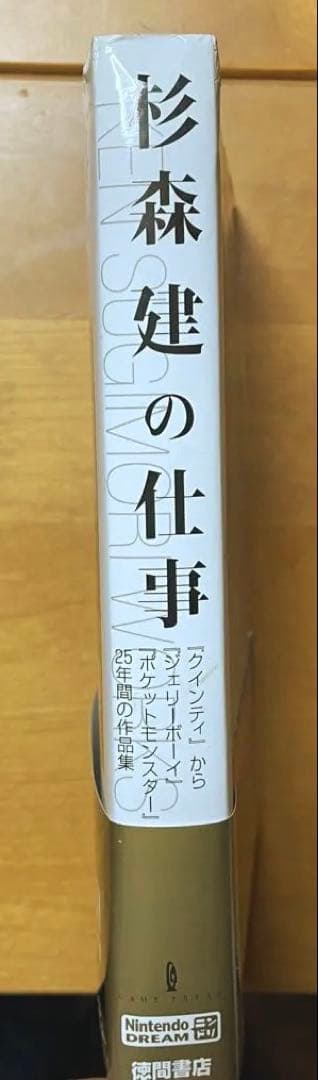 杉森建の仕事
KEN SUGIMORI WORKS
『クインティ』から
『ジェリーボーイ』
『ポケットモンスター』
25年間の作品集
GAME FREAK
Nintendo
DREAM
徳間書店